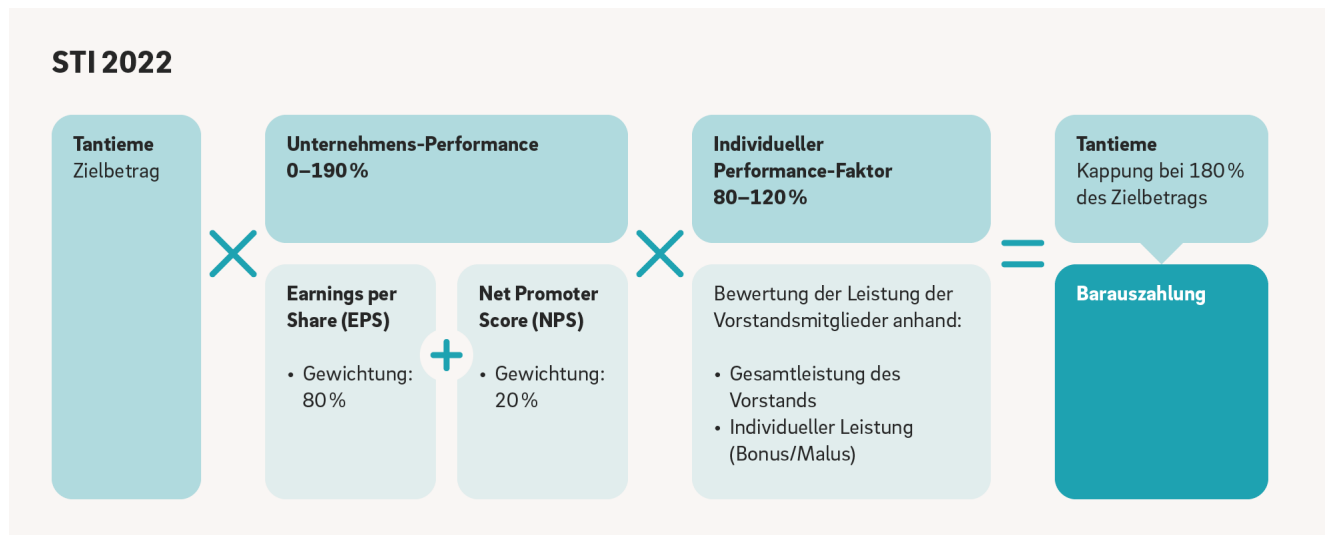 STI 2022
Tantieme
Zielbetrag
Unternehmens-Performance
0–190 %
Earnings per
Share (EPS)
• Gewichtung:
80 %
Net Promoter
Score (NPS)
• Gewichtung:
20 %
Individueller
Performance-Faktor
80–120 %
Bewertung der Leistung der
Vorstandsmitglieder anhand:
• Gesamtleistung des
Vorstands
• Individueller Leistung
(Bonus/Malus)
Tantieme
Kappung bei 180 %
des Zielbetrags
Barauszahlung